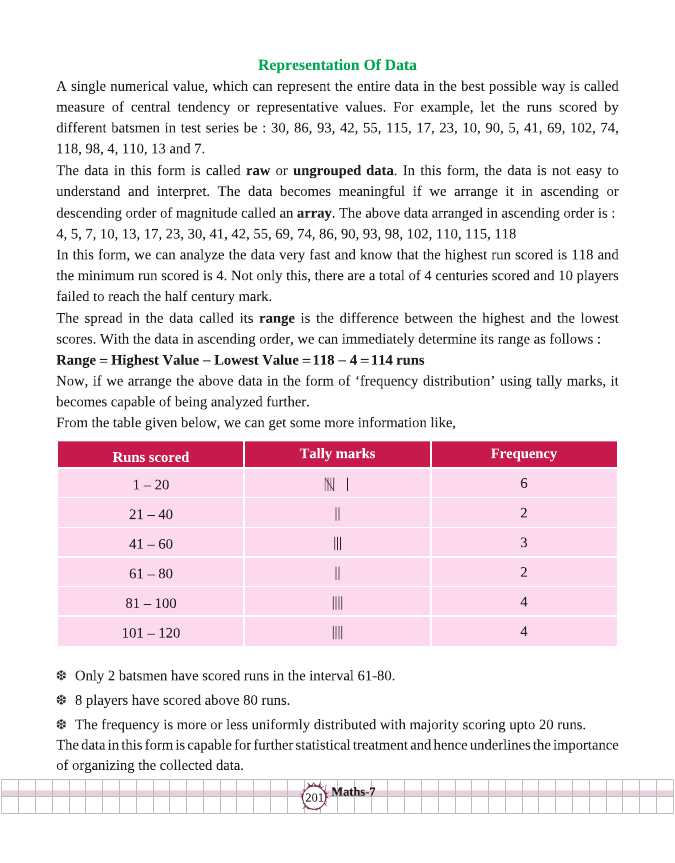 Representation Of Data
A single numerical value, which can represent the entire data in the best possible way is called
measure of central tendency or representative values. For example, let the runs scored by
different batsmen in test series be : 30, 86, 93, 42, 55, 115, 17, 23, 10, 90, 5, 41, 69, 102, 74,
118, 98, 4, 110, 13 and 7.
The data in this form is called raw or ungrouped data. In this form, the data is not easy to
understand and interpret. The data becomes meaningful if we arrange it in ascending or
descending order of magnitude called an array. The above data arranged in ascending order is :
4, 5, 7, 10, 13, 17, 23, 30, 41, 42, 55, 69, 74, 86, 90, 93, 98, 102, 110, 115, 118
In this form, we can analyze the data very fast and know that the highest run scored is 118 and
the minimum run scored is 4. Not only this, there are a total of 4 centuries scored and 10 players
failed to reach the half century mark.
The spread in the data called its range is the difference between the highest and the lowest
scores. With the data in ascending order, we can immediately determine its range as follows :
Range = Highest Value – Lowest Value = 118 – 4 = 114 runs
Now, if we arrange the above data in the form of ‘frequency distribution’ using tally marks, it
becomes capable of being analyzed further.
From the table given below, we can get some more information like,
Runs scored Tally marks Frequency
1 – 20 |||| | 6
21 – 40 || 2
41 – 60 ||| 3
61 – 80 || 2
81 – 100 |||| 4
101 – 120 |||| 4
❆ Only 2 batsmen have scored runs in the interval 61-80.
❆ 8 players have scored above 80 runs.
❆ The frequency is more or less uniformly distributed with majority scoring upto 20 runs.
The data in this form is capable for further statistical treatment and hence underlines the importance
of organizing the collected data.
201 Maths-7